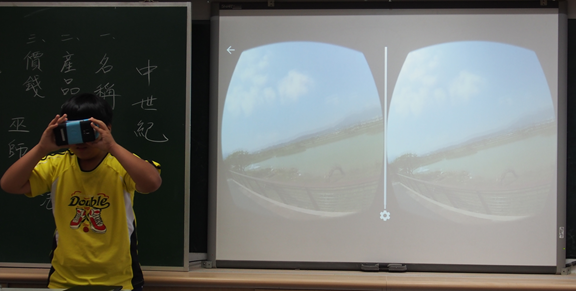 中世紀
一、名稱
二、產品
三、價錢
巫師
Double